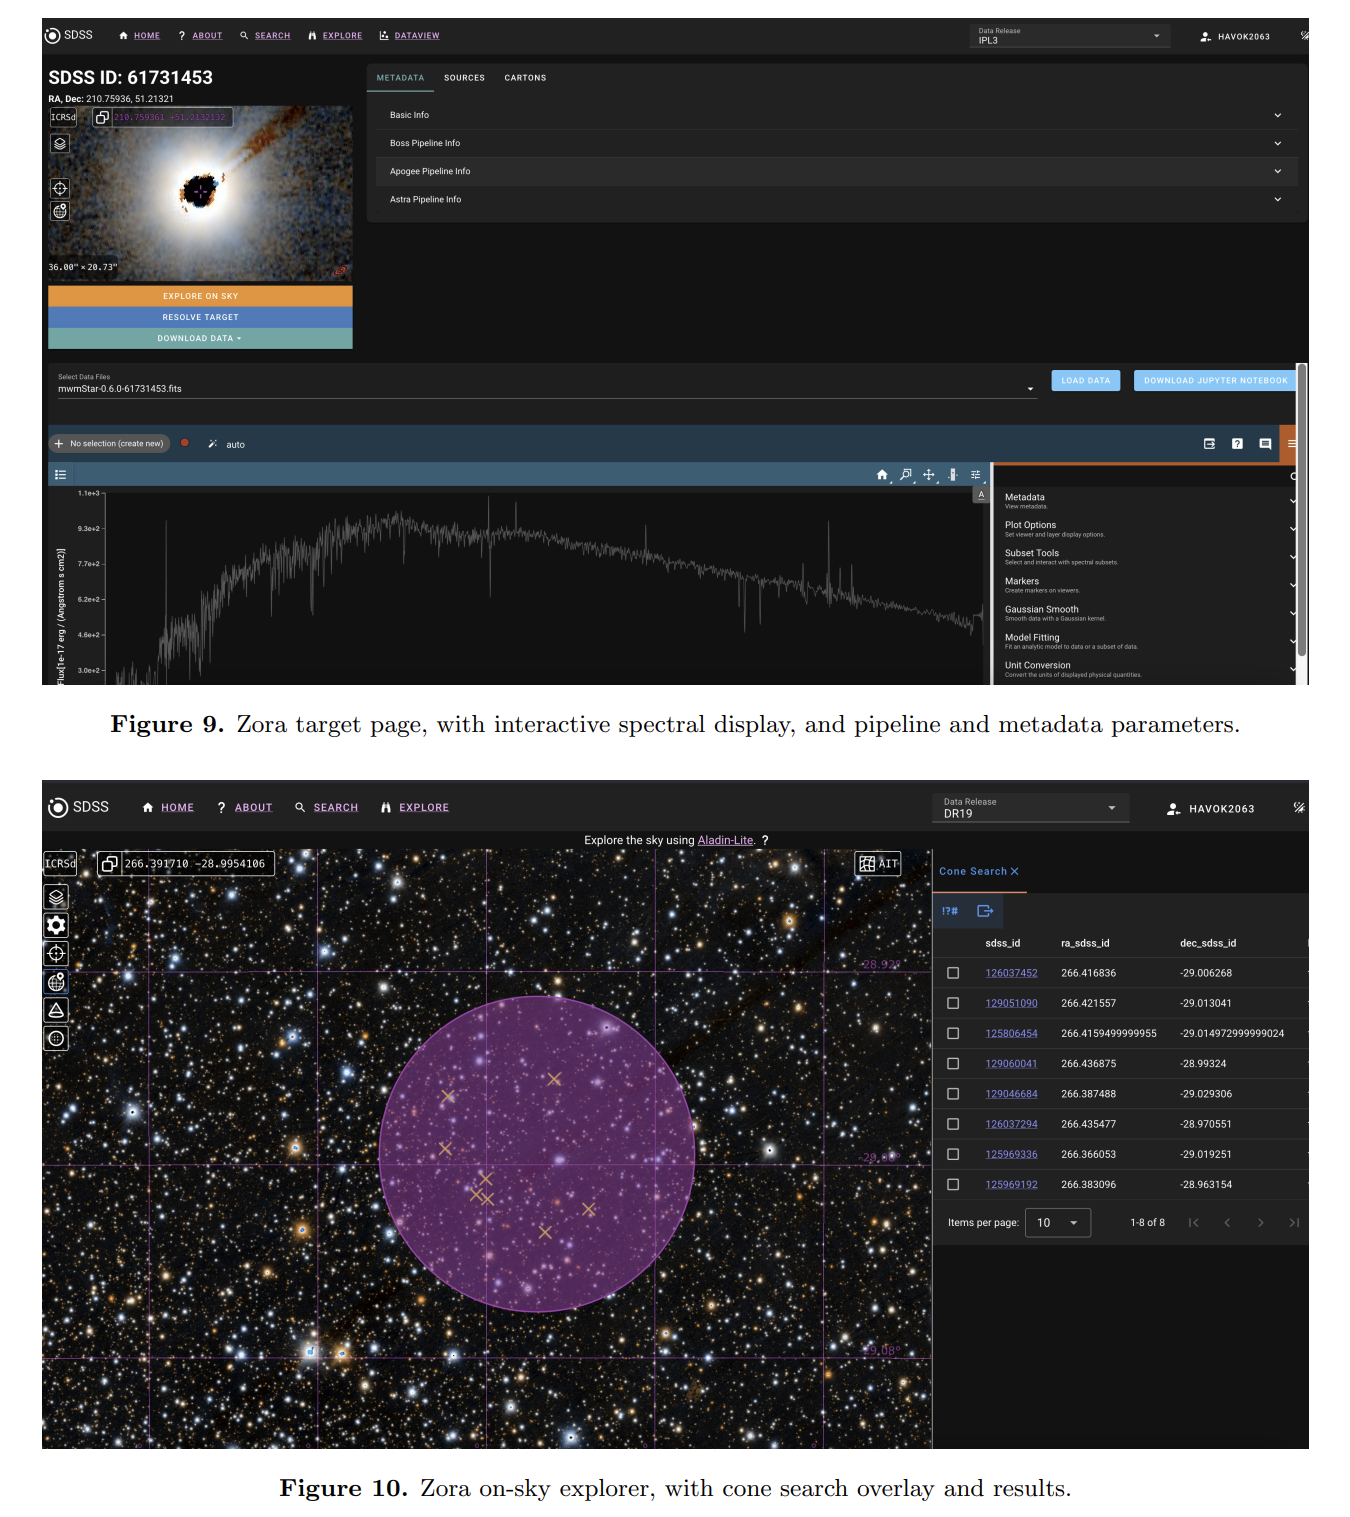 SDSS HOME ? ABOUT SEARCH EXPLORE DATAVIEW Data Release IPL3 HAVOK2063
SDSS ID: 61731453
RA, Dec: 210.75936, 51.21321
ICRSd 210.759361 +51.2132132
36.00" × 20.73"
EXPLORE ON SKY
RESOLVE TARGET
DOWNLOAD DATA
METADATA SOURCES CARTONS
Basic Info
Boss Pipeline Info
Apogee Pipeline Info
Astra Pipeline Info
Select Data Files
mwmStar-0.6.0-61731453.fits
LOAD DATA DOWNLOAD JUPYTER NOTEBOOK
No selection (create new) auto
A
1.1e+3
9.3e+2
7.7e+2
6.2e+2
4.6e+2
3.0e+2
Flux[1e-17 erg / (Angstrom s cm2)]
Metadata
View metadata.
Plot Options
Set viewer and layer display options.
Subset Tools
Select and interact with spectral subsets.
Markers
Create markers on viewers.
Gaussian Smooth
Smooth data with a Gaussian kernel.
Model Fitting
Fit an analytic model to data or a subset of data.
Unit Conversion
Convert the units of displayed physical quantities.
Figure 9. Zora target page, with interactive spectral display, and pipeline and metadata parameters.
SDSS HOME ? ABOUT SEARCH EXPLORE Data Release DR19 HAVOK2063
Explore the sky using Aladin-Lite. ?
ICRSd 266.391710 -28.9954106 AIT
-28.92°
-29.00°
-29.08°
Cone Search ×
!?#
sdss_id ra_sdss_id dec_sdss_id
126037452 266.416836 -29.006268
129051090 266.421557 -29.013041
125806454 266.4159499999955 -29.014972999999024
129060041 266.436875 -28.99324
129046684 266.387488 -29.029306
126037294 266.435477 -28.970551
125969336 266.366053 -29.019251
125969192 266.383096 -28.963154
Items per page: 10 1-8 of 8
Figure 10. Zora on-sky explorer, with cone search overlay and results.